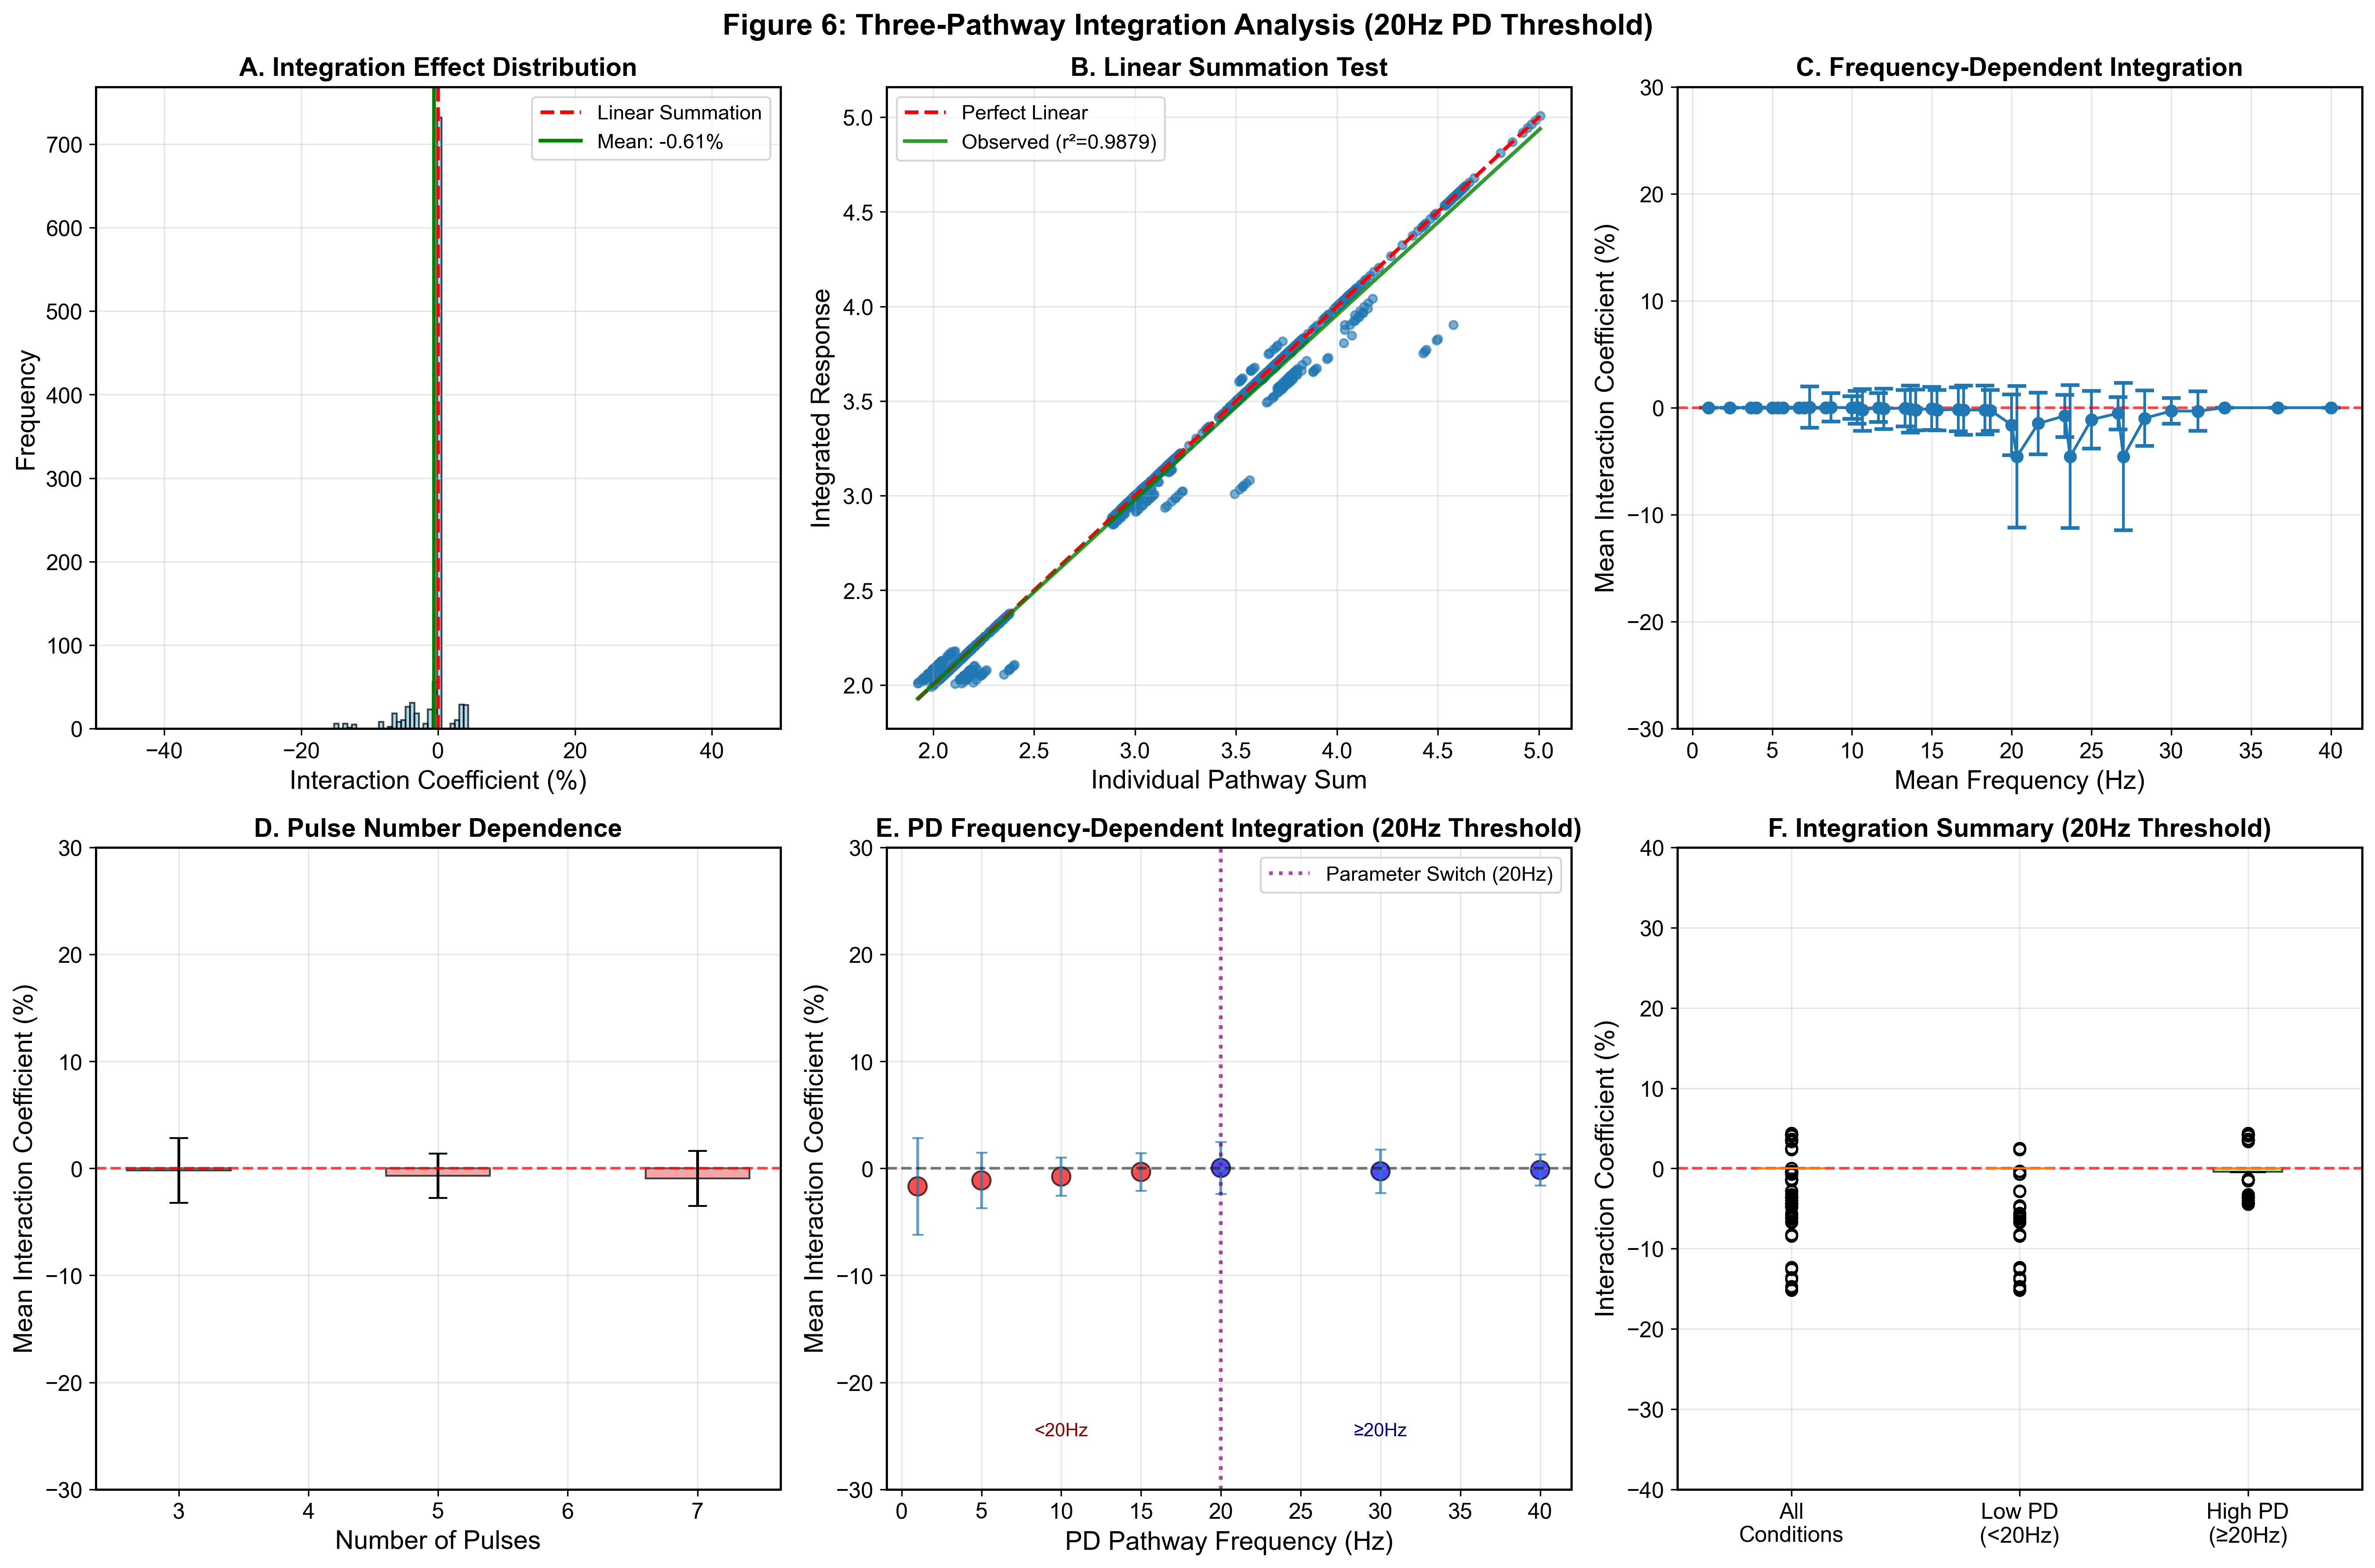 Figure 6: Three-Pathway Integration Analysis (20Hz PD Threshold)
A. Integration Effect Distribution
Linear Summation
Mean: -0.61%
Frequency
700
600
500
400
300
200
100
0
−40
−20
0
20
40
Interaction Coefficient (%)
B. Linear Summation Test
Perfect Linear
Observed (r²=0.9879)
Integrated Response
5.0
4.5
4.0
3.5
3.0
2.5
2.0
2.0
2.5
3.0
3.5
4.0
4.5
5.0
Individual Pathway Sum
C. Frequency-Dependent Integration
Mean Interaction Coefficient (%)
30
20
10
0
−10
−20
−30
0
5
10
15
20
25
30
35
40
Mean Frequency (Hz)
D. Pulse Number Dependence
Mean Interaction Coefficient (%)
30
20
10
0
−10
−20
−30
3
4
5
6
7
Number of Pulses
E. PD Frequency-Dependent Integration (20Hz Threshold)
Parameter Switch (20Hz)
Mean Interaction Coefficient (%)
30
20
10
0
−10
−20
−30
<20Hz
≥20Hz
0
5
10
15
20
25
30
35
40
PD Pathway Frequency (Hz)
F. Integration Summary (20Hz Threshold)
Interaction Coefficient (%)
40
30
20
10
0
−10
−20
−30
−40
All
Conditions
Low PD
(<20Hz)
High PD
(≥20Hz)